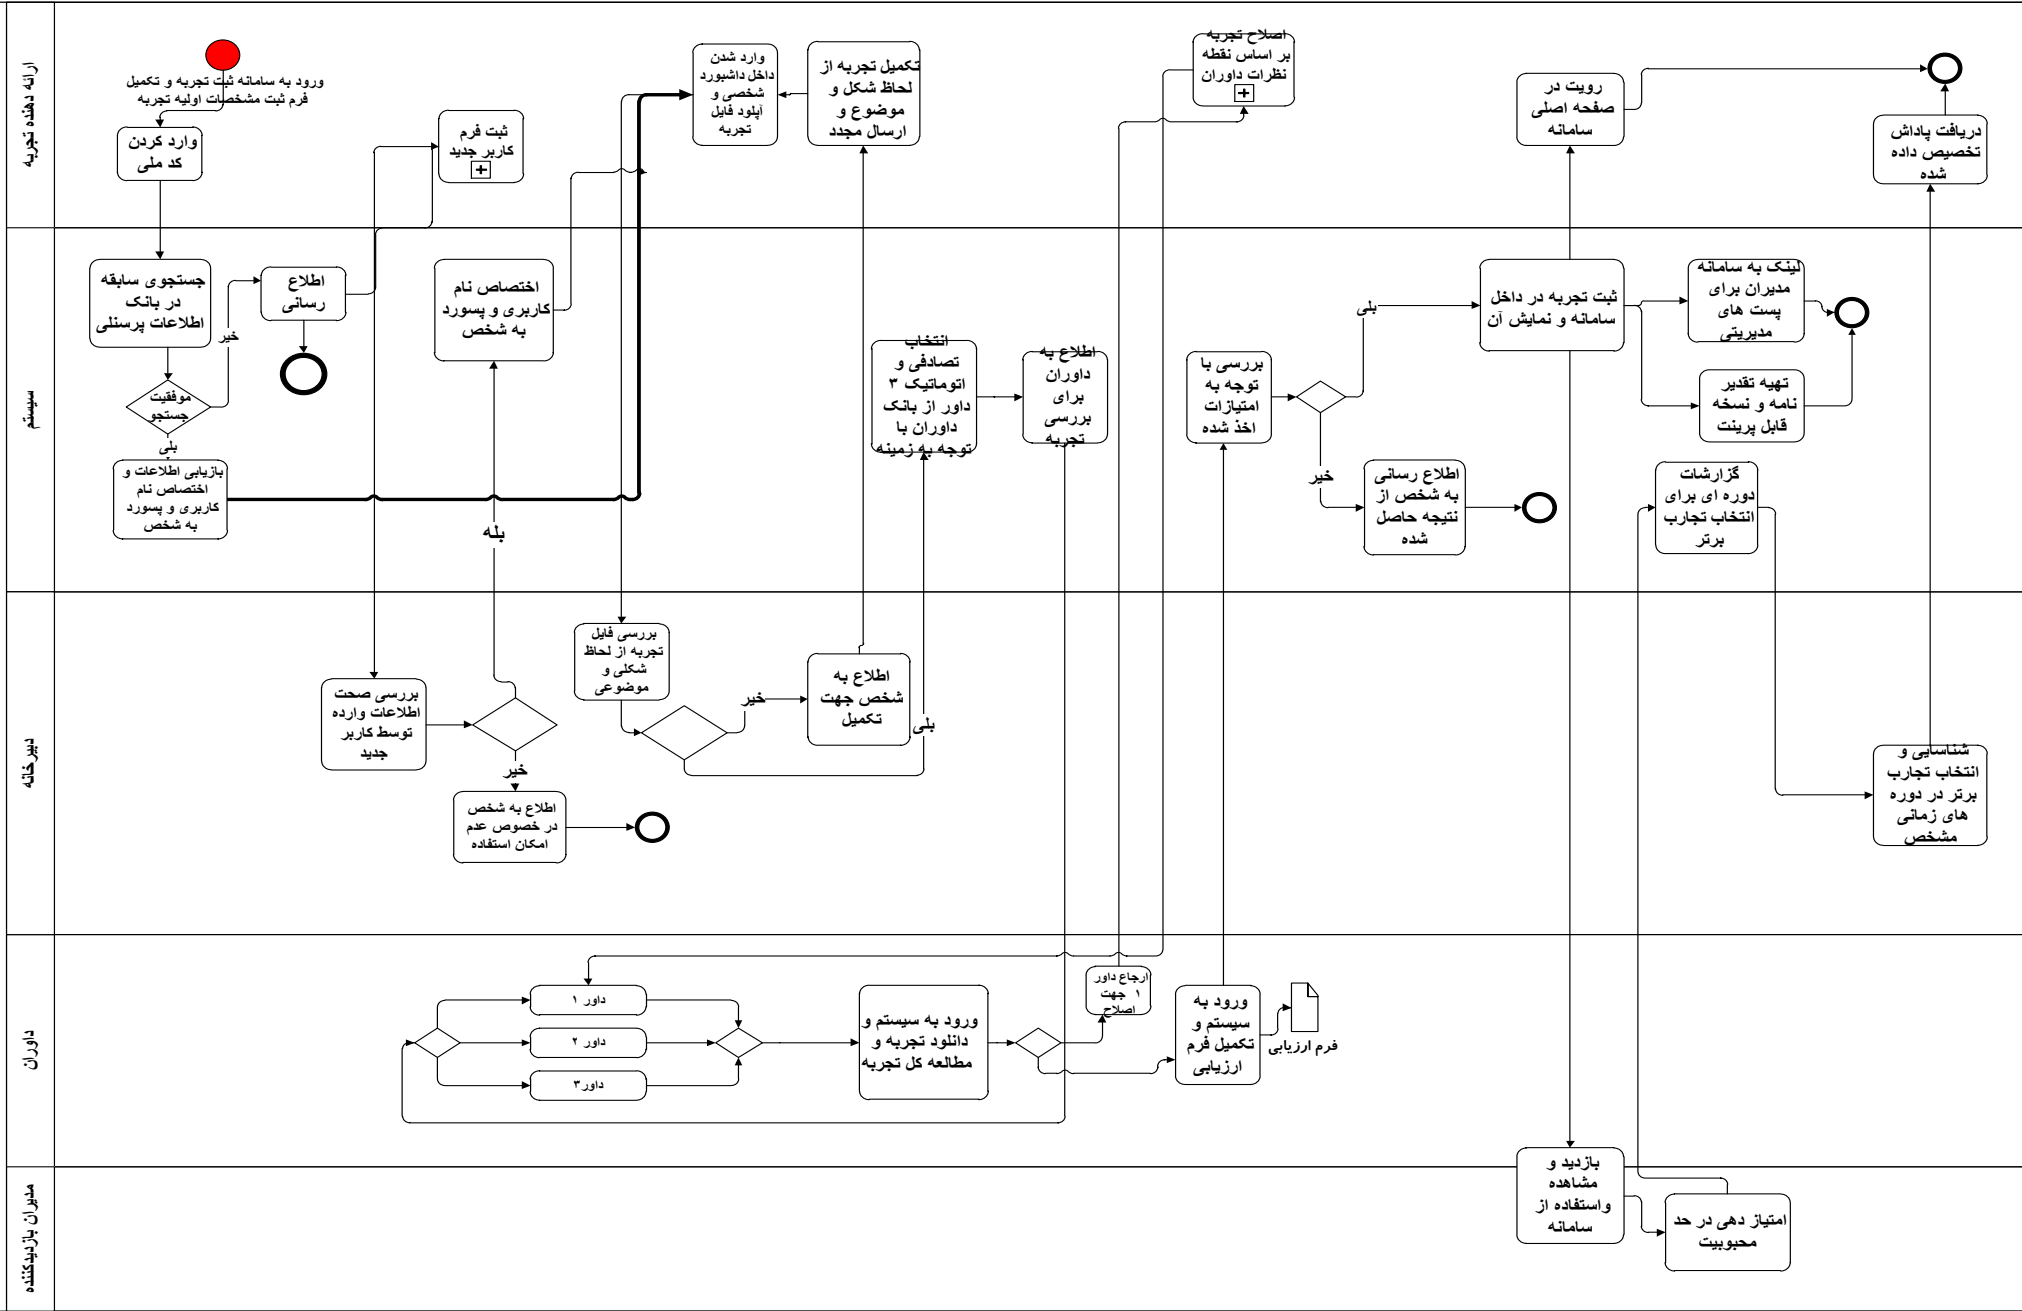 ارائه دهنده تجربه
ورود به سامانه ثبت تجربه و تکمیل
فرم ثبت مشخصات اولیه تجربه
وارد کردن
کد ملی
ثبت فرم
کاربر جدید
وارد شدن
داخل داشبورد
شخصی و
آپلود فایل
تجربه
تکمیل تجربه از
لحاظ شکل و
موضوع و
ارسال مجدد
اصلاح تجربه
بر اساس نقطه
نظرات داوران
رویت در
صفحه اصلی
سامانه
دریافت پاداش
تخصیص داده
شده
سیستم
جستجوی سابقه
در بانک
اطلاعات پرسنلی
خیر
موفقیت
جستجو
بلی
بازیابی اطلاعات و
اختصاص نام
کاربری و پسورد
به شخص
اطلاع
رسانی
اختصاص نام
کاربری و پسورد
به شخص
بله
انتخاب
تصادفی و
اتوماتیک ۳
داور از بانک
داوران با
توجه به زمینه
اطلاع به
داوران
برای
بررسی
تجربه
بررسی با
توجه به
امتیازات
اخذ شده
بلی
خیر
اطلاع رسانی
به شخص از
نتیجه حاصل
شده
ثبت تجربه در داخل
سامانه و نمایش آن
لینک به سامانه
مدیران برای
پست های
مدیریتی
تهیه تقدیر
نامه و نسخه
قابل پرینت
گزارشات
دوره ای برای
انتخاب تجارب
برتر
دبیرخانه
بررسی صحت
اطلاعات وارده
توسط کاربر
جدید
خیر
اطلاع به شخص
در خصوص عدم
امکان استفاده
بررسی فایل
تجربه از لحاظ
شکلی و
موضوعی
خیر
اطلاع به
شخص جهت
تکمیل
بلی
شناسایی و
انتخاب تجارب
برتر در دوره
های زمانی
مشخص
داوران
داور ۱
داور ۲
داور۳
ورود به سیستم و
دانلود تجربه و
مطالعه کل تجربه
ارجاع داور
۱ جهت
اصلاح
ورود به
سیستم و
تکمیل فرم
ارزیابی
فرم ارزیابی
مدیران بازدیدکننده
بازدید و
مشاهده
واستفاده از
سامانه
امتیاز دهی در حد
محبوبیت